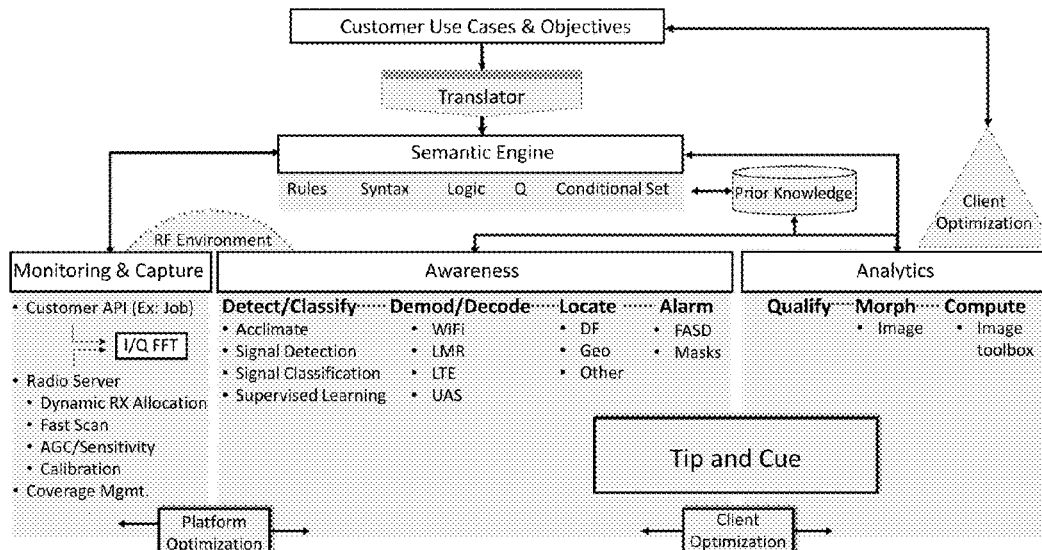 Customer Use Cases & Objectives
Translator
Semantic Engine
Rules Syntax Logic Q Conditional Set
Prior Knowledge
Client
Optimization
RF Environment
Monitoring & Capture
• Customer API (Ex: Job)
I/Q FFT
• Radio Server
• Dynamic RX Allocation
• Fast Scan
• AGC/Sensitivity
• Calibration
• Coverage Mgmt.
Awareness
Detect/Classify
• Acclimate
• Signal Detection
• Signal Classification
• Supervised Learning
Demod/Decode
• WiFi
• LMR
• LTE
• UAS
Locate
• DF
• Geo
• Other
Alarm
• FASD
• Masks
Analytics
Qualify
Morph
• Image
Compute
• Image
toolbox
Tip and Cue
Platform
Optimization
Client
Optimization